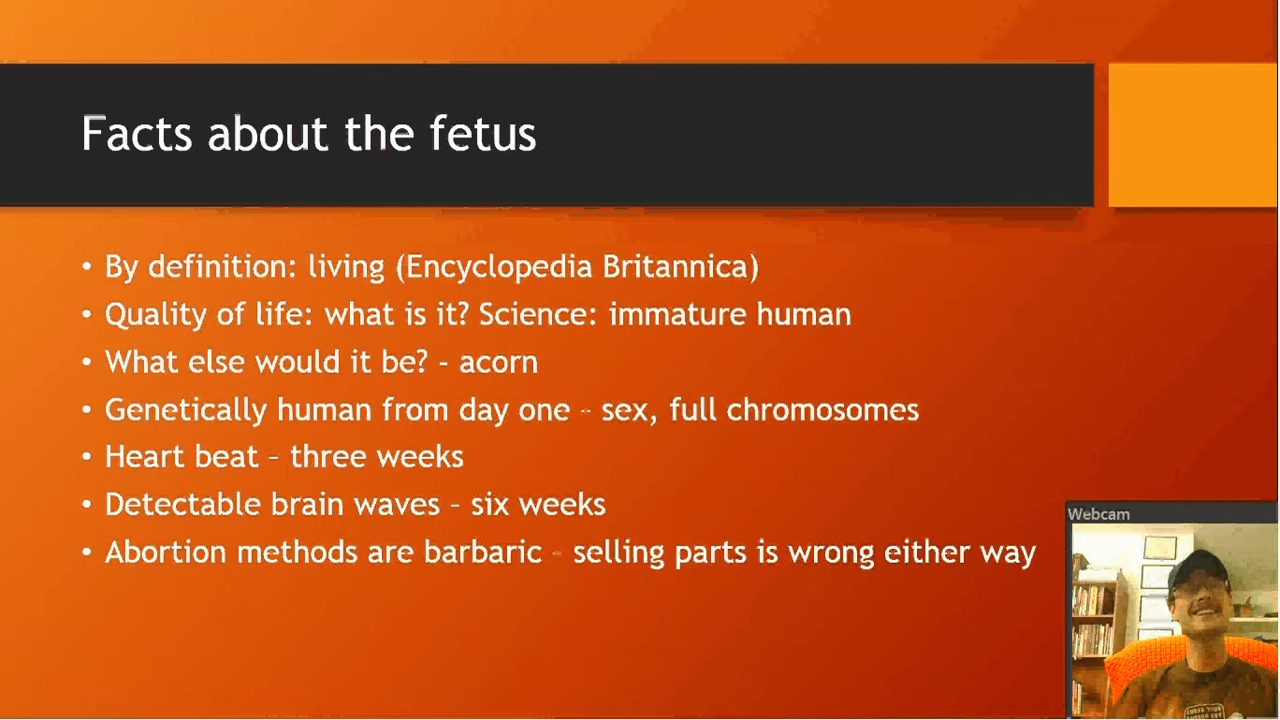 Facts about the fetus
• By definition: living (Encyclopedia Britannica)
• Quality of life: what is it? Science: immature human
• What else would it be? - acorn
• Genetically human from day one – sex, full chromosomes
• Heart beat – three weeks
• Detectable brain waves – six weeks
• Abortion methods are barbaric – selling parts is wrong either way
Webcam